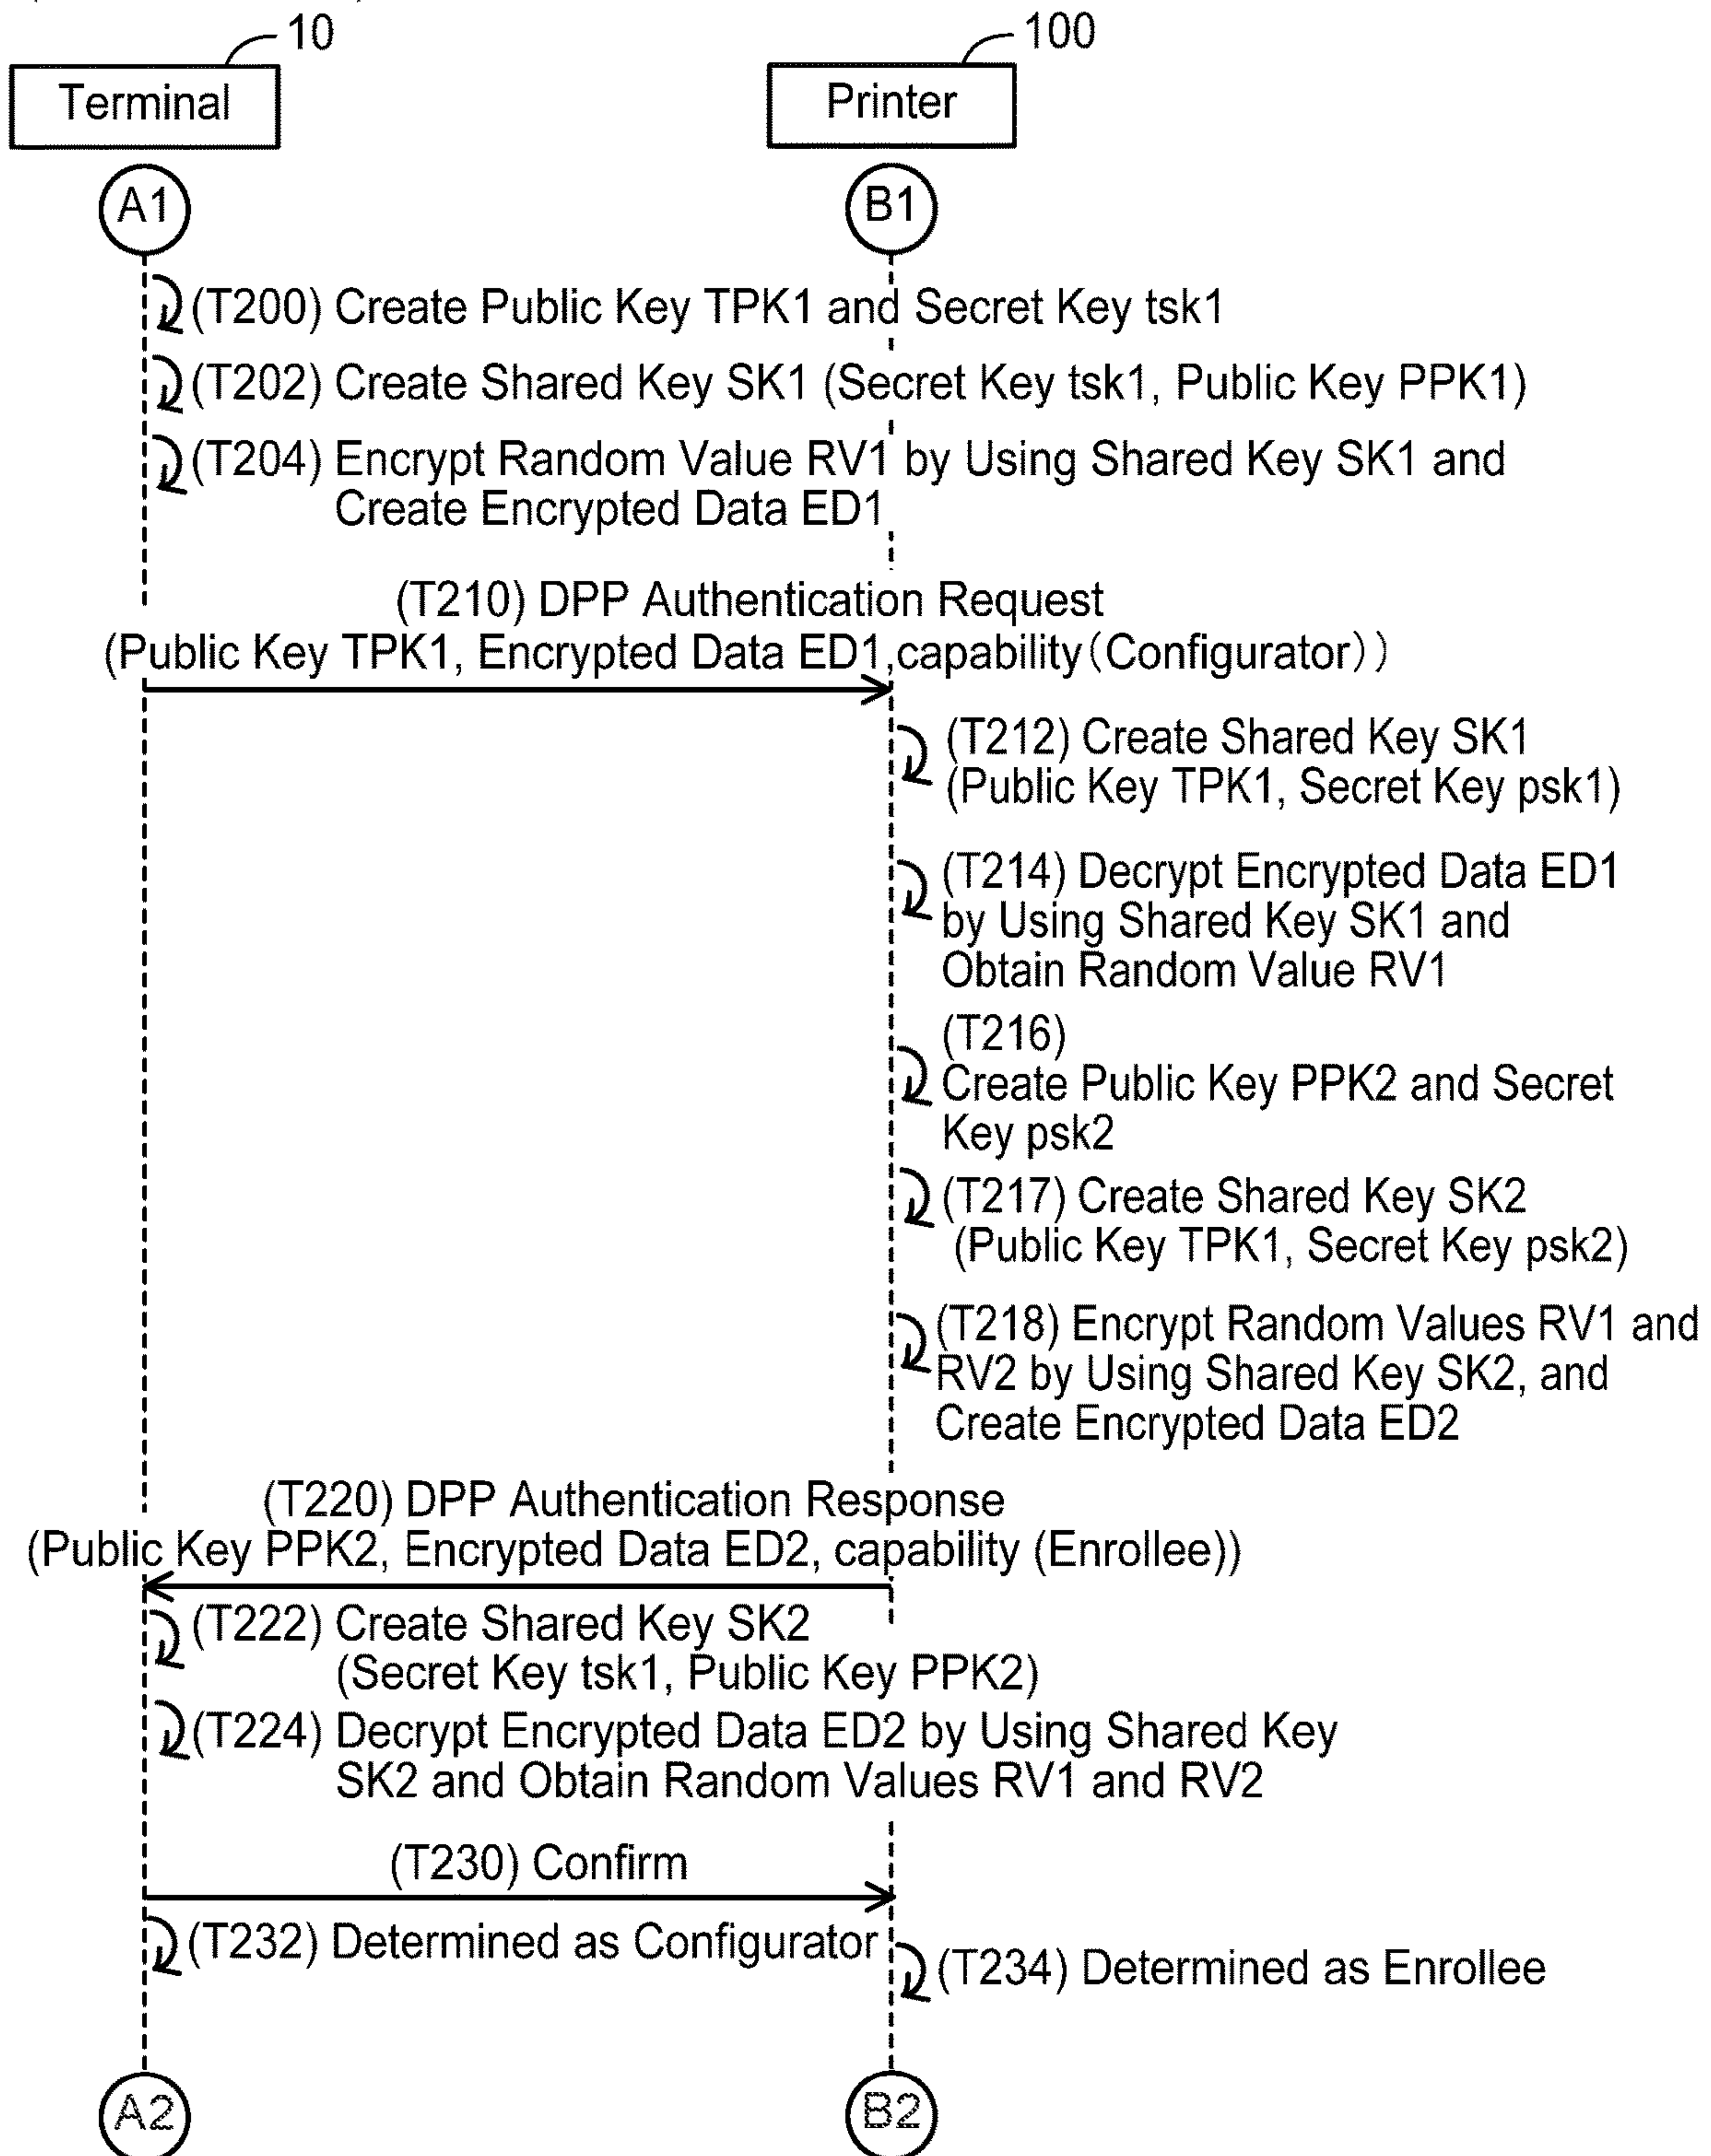 10
100
Terminal
Printer
A1
B1
(T200) Create Public Key TPK1 and Secret Key tsk1
(T202) Create Shared Key SK1 (Secret Key tsk1, Public Key PPK1)
(T204) Encrypt Random Value RV1 by Using Shared Key SK1 and
Create Encrypted Data ED1
(T210) DPP Authentication Request
(Public Key TPK1, Encrypted Data ED1,capability(Configurator))
(T212) Create Shared Key SK1
(Public Key TPK1, Secret Key psk1)
(T214) Decrypt Encrypted Data ED1
by Using Shared Key SK1 and
Obtain Random Value RV1
(T216)
Create Public Key PPK2 and Secret
Key psk2
(T217) Create Shared Key SK2
(Public Key TPK1, Secret Key psk2)
(T218) Encrypt Random Values RV1 and
RV2 by Using Shared Key SK2, and
Create Encrypted Data ED2
(T220) DPP Authentication Response
(Public Key PPK2, Encrypted Data ED2, capability (Enrollee))
(T222) Create Shared Key SK2
(Secret Key tsk1, Public Key PPK2)
(T224) Decrypt Encrypted Data ED2 by Using Shared Key
SK2 and Obtain Random Values RV1 and RV2
(T230) Confirm
(T232) Determined as Configurator
(T234) Determined as Enrollee
A2
B2